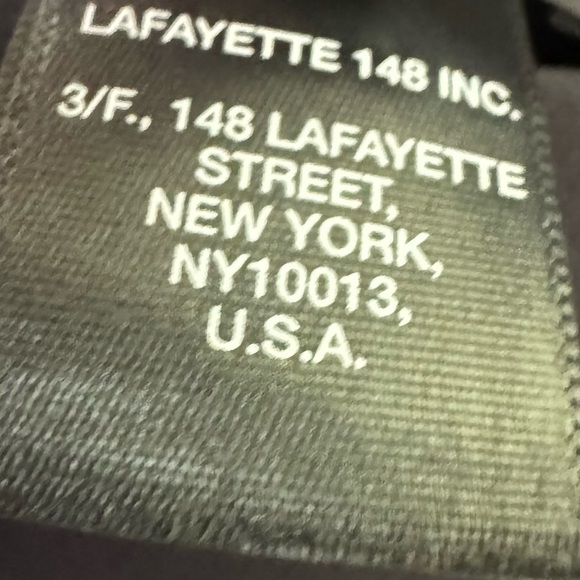 LAFAYETTE 148 INC.
3/F., 148 LAFAYETTE
STREET,
NEW YORK,
NY10013,
U.S.A.